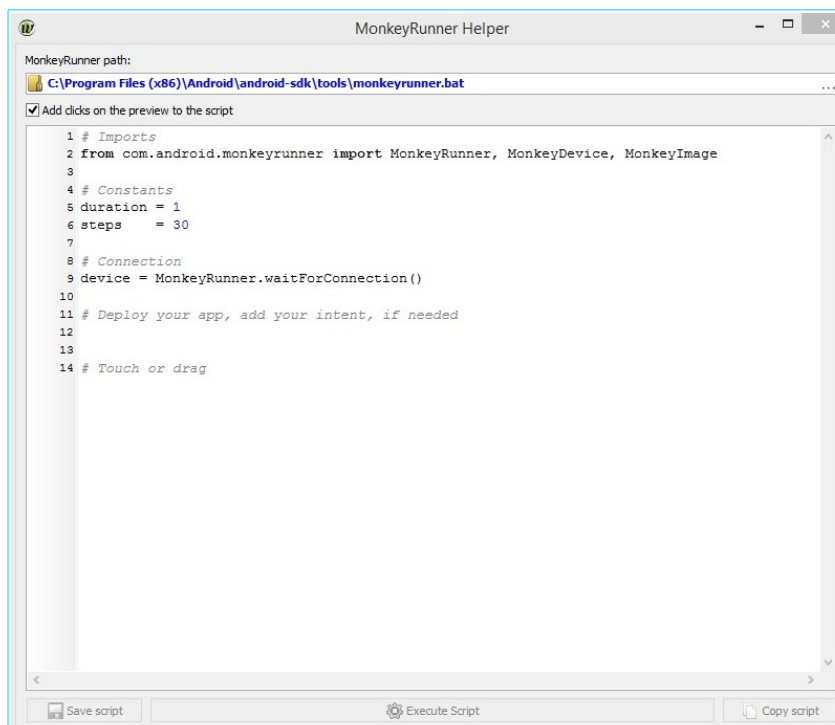 MonkeyRunner Helper
MonkeyRunner path:
C:\Program Files (x86)\Android\android-sdk\tools\monkeyrunner.bat
...
Add clicks on the preview to the script
1 # Imports
2 from com.android.monkeyrunner import MonkeyRunner, MonkeyDevice, MonkeyImage
3
4 # Constants
5 duration = 1
6 steps    = 30
7
8 # Connection
9 device = MonkeyRunner.waitForConnection()
10
11 # Deploy your app, add your intent, if needed
12
13
14 # Touch or drag
Save script
Execute Script
Copy script